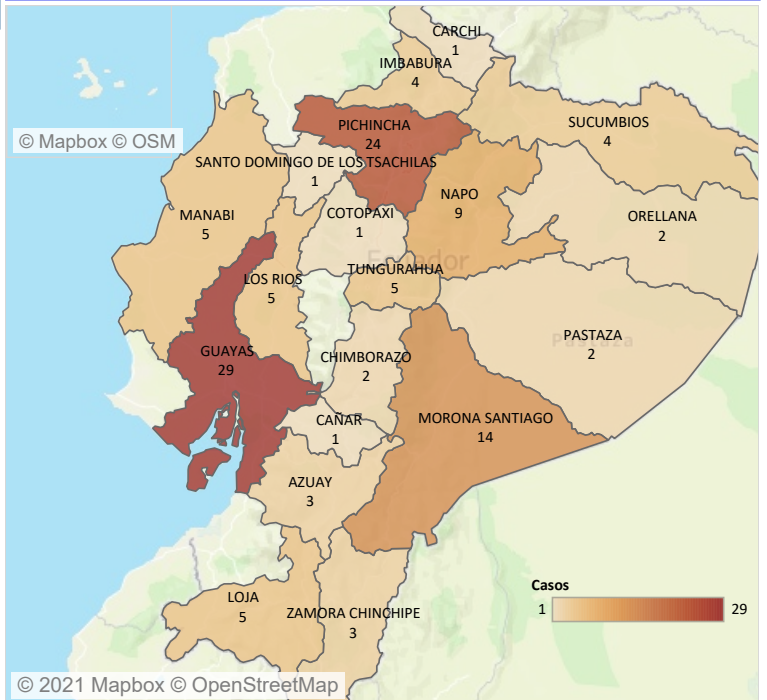 CARCHI
1
IMBABURA
4
PICHINCHA
24
SUCUMBIOS
4
© Mapbox © OSM
SANTO DOMINGO DE LOS TSACHILAS
1
NAPO
9
MANABI
5
COTOPAXI
1
ORELLANA
2
Ecuador
TUNGURAHUA
5
LOS RIOS
5
PASTAZA
2
Pastaza
GUAYAS
29
CHIMBORAZO
2
MORONA SANTIAGO
14
CAÑAR
1
AZUAY
3
Casos
1 29
LOJA
5
ZAMORA CHINCHIPE
3
© 2021 Mapbox © OpenStreetMap